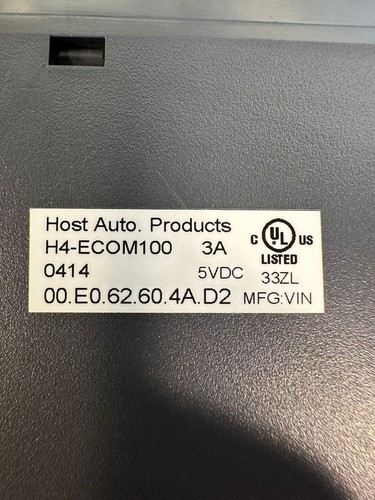 Host Auto. Products
H4-ECOM100 3A
0414 5VDC
00.E0.62.60.4A.D2
C UL US
LISTED
33ZL
MFG:VIN